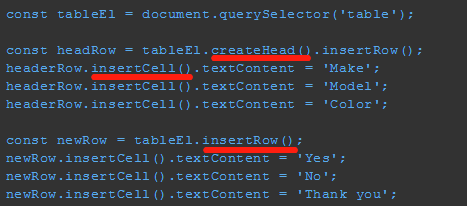 const tableEl = document.querySelector('table');
const headRow = tableEl.createHead().insertRow();
headerRow.insertCell().textContent = 'Make';
headerRow.insertCell().textContent = 'Model';
headerRow.insertCell().textContent = 'Color';
const newRow = tableEl.insertRow();
newRow.insertCell().textContent = 'Yes';
newRow.insertCell().textContent = 'No';
newRow.insertCell().textContent = 'Thank you';